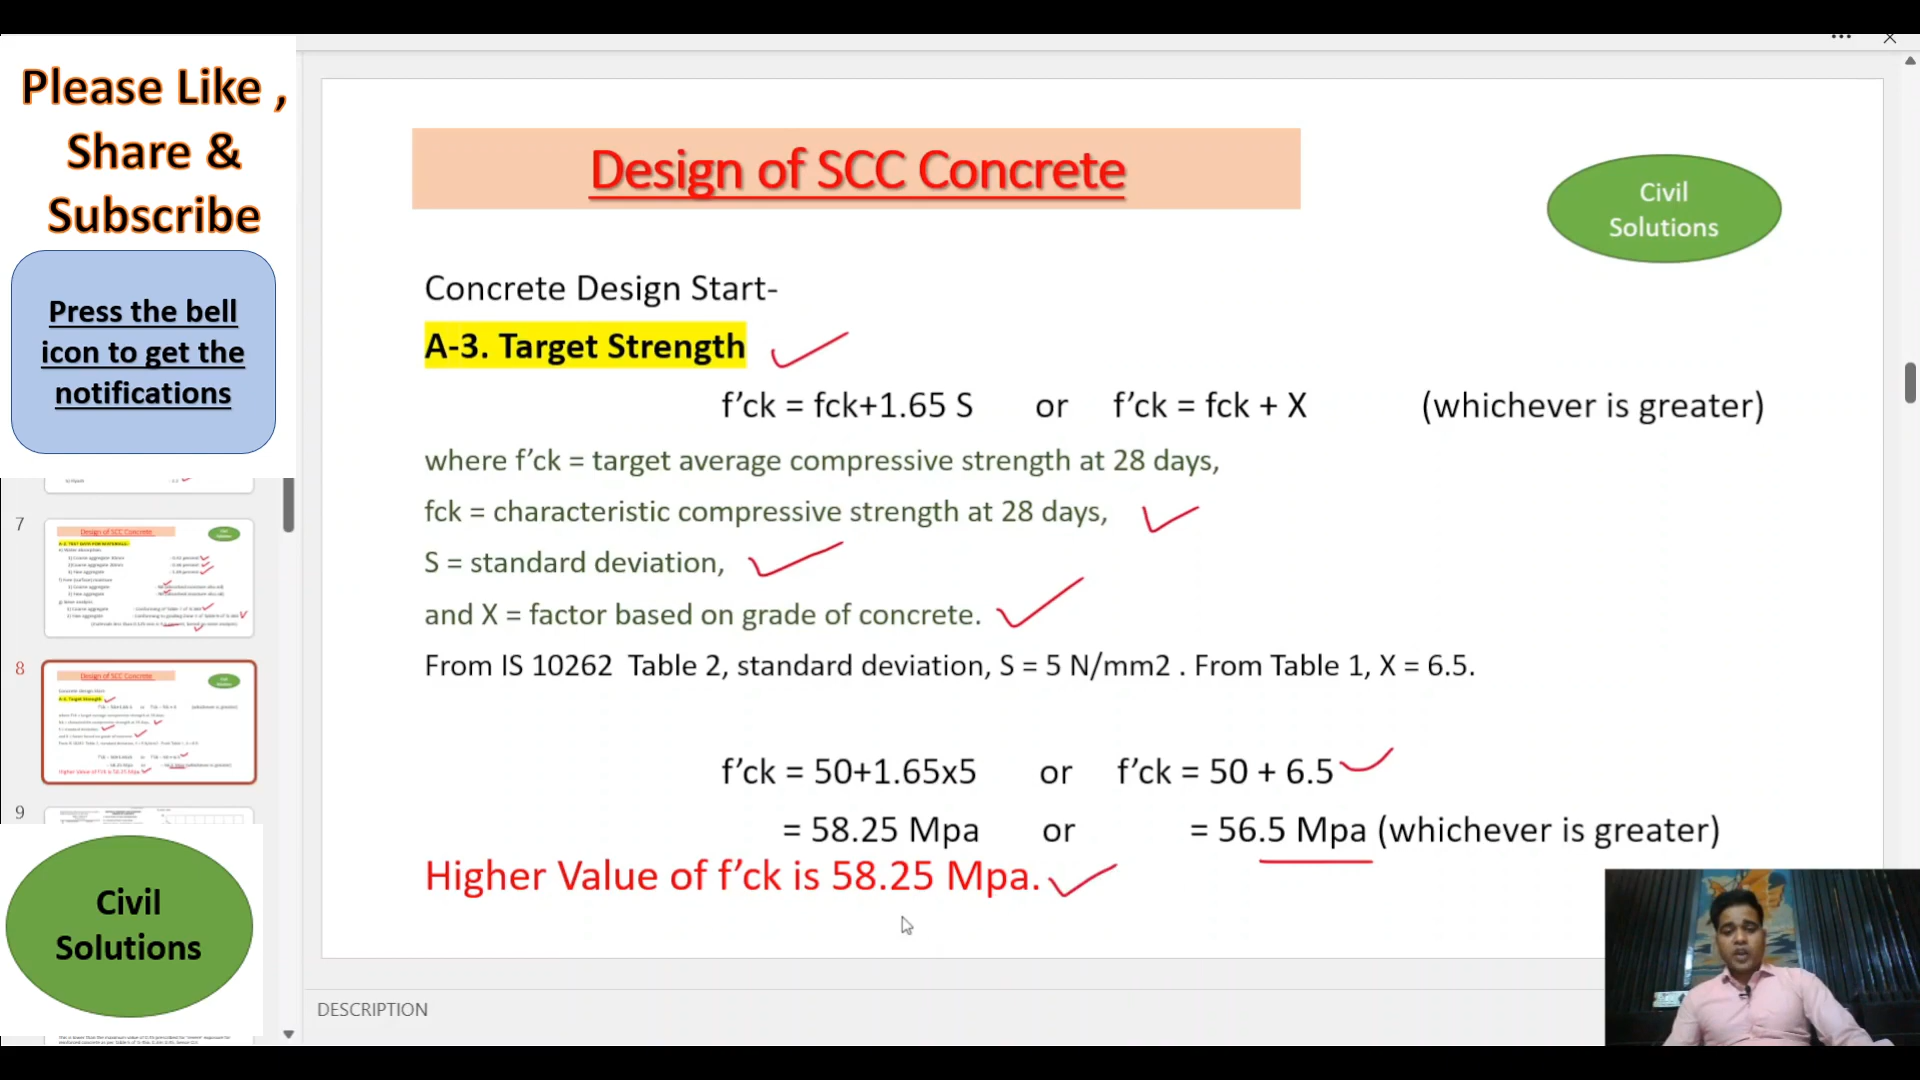 Please Like ,
Share &
Subscribe
Press the bell
icon to get the
notifications
7
8
9
Civil
Solutions
Design of SCC Concrete
Civil
Solutions
Concrete Design Start-
A-3. Target Strength
f’ck = fck+1.65 S or f’ck = fck + X (whichever is greater)
where f’ck = target average compressive strength at 28 days,
fck = characteristic compressive strength at 28 days,
S = standard deviation,
and X = factor based on grade of concrete.
From IS 10262 Table 2, standard deviation, S = 5 N/mm2 . From Table 1, X = 6.5.
f’ck = 50+1.65x5 or f’ck = 50 + 6.5
= 58.25 Mpa or = 56.5 Mpa (whichever is greater)
Higher Value of f’ck is 58.25 Mpa.
DESCRIPTION